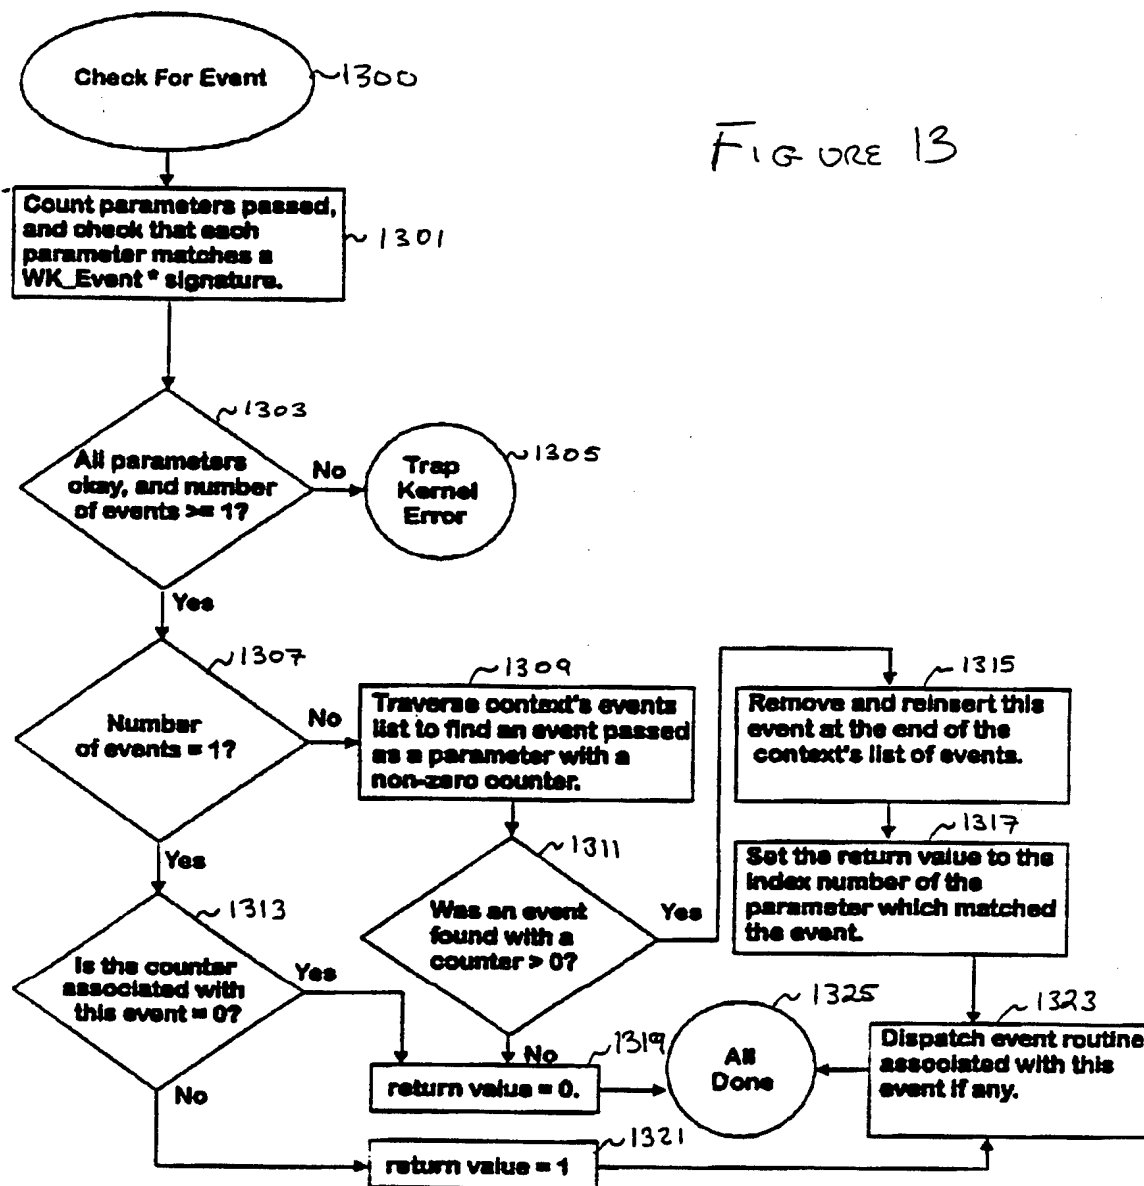 Check For Event
~1300
FIGURE 13
Count parameters passed,
and check that each
parameter matches a
WK_Event * signature.
~1301
~1303
All parameters
okay, and number
of events >= 1?
No
Trap
Kernel
Error
~1305
Yes
~1307
Number
of events = 1?
No
~1309
Traverse context's events
list to find an event passed
as a parameter with a
non-zero counter.
~1315
Remove and reinsert this
event at the end of the
context's list of events.
~1317
Set the return value to the
index number of the
parameter which matched
the event.
~1311
Was an event
found with a
counter > 0?
Yes
No
Yes
~1313
Is the counter
associated with
this event = 0?
Yes
No
~1319
return value = 0.
~1325
All
Done
~1323
Dispatch event routine
associated with this
event if any.
~1321
return value = 1